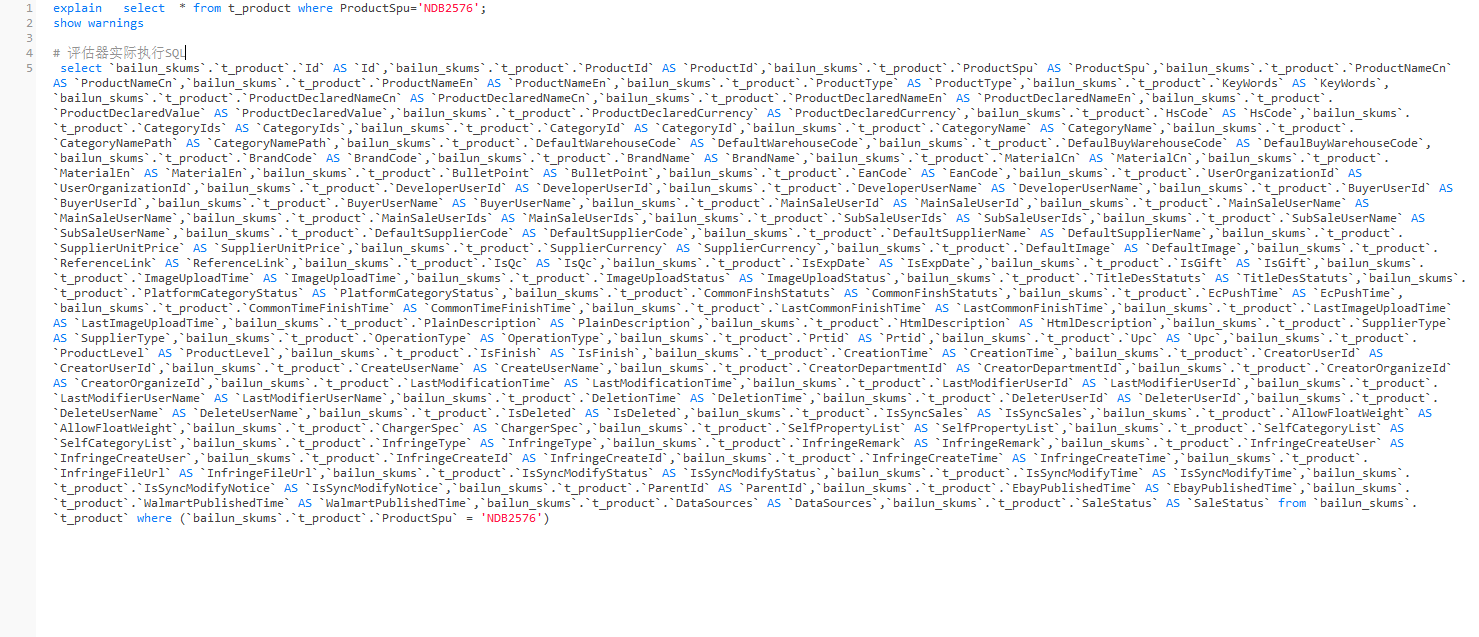 1 explain   select  * from t_product where ProductSpu='NDB2576';
2 show warnings
3
4 # 评估器实际执行SQL
5  select `bailun_skums`.`t_product`.`Id` AS `Id`,`bailun_skums`.`t_product`.`ProductId` AS `ProductId`,`bailun_skums`.`t_product`.`ProductSpu` AS `ProductSpu`,`bailun_skums`.`t_product`.`ProductNameCn`
AS `ProductNameCn`,`bailun_skums`.`t_product`.`ProductNameEn` AS `ProductNameEn`,`bailun_skums`.`t_product`.`ProductType` AS `ProductType`,`bailun_skums`.`t_product`.`KeyWords` AS `KeyWords`,
`bailun_skums`.`t_product`.`ProductDeclaredNameCn` AS `ProductDeclaredNameCn`,`bailun_skums`.`t_product`.`ProductDeclaredNameEn` AS `ProductDeclaredNameEn`,`bailun_skums`.`t_product`.
`ProductDeclaredValue` AS `ProductDeclaredValue`,`bailun_skums`.`t_product`.`ProductDeclaredCurrency` AS `ProductDeclaredCurrency`,`bailun_skums`.`t_product`.`HsCode` AS `HsCode`,`bailun_skums`.
`t_product`.`CategoryIds` AS `CategoryIds`,`bailun_skums`.`t_product`.`CategoryId` AS `CategoryId`,`bailun_skums`.`t_product`.`CategoryName` AS `CategoryName`,`bailun_skums`.`t_product`.
`CategoryNamePath` AS `CategoryNamePath`,`bailun_skums`.`t_product`.`DefaultWarehouseCode` AS `DefaultWarehouseCode`,`bailun_skums`.`t_product`.`DefaulBuyWarehouseCode` AS `DefaulBuyWarehouseCode`,
`bailun_skums`.`t_product`.`BrandCode` AS `BrandCode`,`bailun_skums`.`t_product`.`BrandName` AS `BrandName`,`bailun_skums`.`t_product`.`MaterialCn` AS `MaterialCn`,`bailun_skums`.`t_product`.
`MaterialEn` AS `MaterialEn`,`bailun_skums`.`t_product`.`BulletPoint` AS `BulletPoint`,`bailun_skums`.`t_product`.`EanCode` AS `EanCode`,`bailun_skums`.`t_product`.`UserOrganizationId` AS
`UserOrganizationId`,`bailun_skums`.`t_product`.`DeveloperUserId` AS `DeveloperUserId`,`bailun_skums`.`t_product`.`DeveloperUserName` AS `DeveloperUserName`,`bailun_skums`.`t_product`.`BuyerUserId` AS
`BuyerUserId`,`bailun_skums`.`t_product`.`BuyerUserName` AS `BuyerUserName`,`bailun_skums`.`t_product`.`MainSaleUserId` AS `MainSaleUserId`,`bailun_skums`.`t_product`.`MainSaleUserName` AS
`MainSaleUserName`,`bailun_skums`.`t_product`.`MainSaleUserIds` AS `MainSaleUserIds`,`bailun_skums`.`t_product`.`SubSaleUserIds` AS `SubSaleUserIds`,`bailun_skums`.`t_product`.`SubSaleUserName` AS
`SubSaleUserName`,`bailun_skums`.`t_product`.`DefaultSupplierCode` AS `DefaultSupplierCode`,`bailun_skums`.`t_product`.`DefaultSupplierName` AS `DefaultSupplierName`,`bailun_skums`.`t_product`.
`SupplierUnitPrice` AS `SupplierUnitPrice`,`bailun_skums`.`t_product`.`SupplierCurrency` AS `SupplierCurrency`,`bailun_skums`.`t_product`.`DefaultImage` AS `DefaultImage`,`bailun_skums`.`t_product`.
`ReferenceLink` AS `ReferenceLink`,`bailun_skums`.`t_product`.`IsQc` AS `IsQc`,`bailun_skums`.`t_product`.`IsExpDate` AS `IsExpDate`,`bailun_skums`.`t_product`.`IsGift` AS `IsGift`,`bailun_skums`.
`t_product`.`ImageUploadTime` AS `ImageUploadTime`,`bailun_skums`.`t_product`.`ImageUploadStatus` AS `ImageUploadStatus`,`bailun_skums`.`t_product`.`TitleDesStatuts` AS `TitleDesStatuts`,`bailun_skums`.
`t_product`.`PlatformCategoryStatus` AS `PlatformCategoryStatus`,`bailun_skums`.`t_product`.`CommonFinshStatuts` AS `CommonFinshStatuts`,`bailun_skums`.`t_product`.`EcPushTime` AS `EcPushTime`,
`bailun_skums`.`t_product`.`CommonTimeFinishTime` AS `CommonTimeFinishTime`,`bailun_skums`.`t_product`.`LastCommonFinishTime` AS `LastCommonFinishTime`,`bailun_skums`.`t_product`.`LastImageUploadTime`
AS `LastImageUploadTime`,`bailun_skums`.`t_product`.`PlainDescription` AS `PlainDescription`,`bailun_skums`.`t_product`.`HtmlDescription` AS `HtmlDescription`,`bailun_skums`.`t_product`.`SupplierType`
AS `SupplierType`,`bailun_skums`.`t_product`.`OperationType` AS `OperationType`,`bailun_skums`.`t_product`.`Prtid` AS `Prtid`,`bailun_skums`.`t_product`.`Upc` AS `Upc`,`bailun_skums`.`t_product`.
`ProductLevel` AS `ProductLevel`,`bailun_skums`.`t_product`.`IsFinish` AS `IsFinish`,`bailun_skums`.`t_product`.`CreationTime` AS `CreationTime`,`bailun_skums`.`t_product`.`CreatorUserId` AS
`CreatorUserId`,`bailun_skums`.`t_product`.`CreateUserName` AS `CreateUserName`,`bailun_skums`.`t_product`.`CreatorDepartmentId` AS `CreatorDepartmentId`,`bailun_skums`.`t_product`.`CreatorOrganizeId`
AS `CreatorOrganizeId`,`bailun_skums`.`t_product`.`LastModificationTime` AS `LastModificationTime`,`bailun_skums`.`t_product`.`LastModifierUserId` AS `LastModifierUserId`,`bailun_skums`.`t_product`.
`LastModifierUserName` AS `LastModifierUserName`,`bailun_skums`.`t_product`.`DeletionTime` AS `DeletionTime`,`bailun_skums`.`t_product`.`DeleterUserId` AS `DeleterUserId`,`bailun_skums`.`t_product`.
`DeleteUserName` AS `DeleteUserName`,`bailun_skums`.`t_product`.`IsDeleted` AS `IsDeleted`,`bailun_skums`.`t_product`.`IsSyncSales` AS `IsSyncSales`,`bailun_skums`.`t_product`.`AllowFloatWeight` AS
`AllowFloatWeight`,`bailun_skums`.`t_product`.`ChargerSpec` AS `ChargerSpec`,`bailun_skums`.`t_product`.`SelfPropertyList` AS `SelfPropertyList`,`bailun_skums`.`t_product`.`SelfCategoryList` AS
`SelfCategoryList`,`bailun_skums`.`t_product`.`InfringeType` AS `InfringeType`,`bailun_skums`.`t_product`.`InfringeRemark` AS `InfringeRemark`,`bailun_skums`.`t_product`.`InfringeCreateUser` AS
`InfringeCreateUser`,`bailun_skums`.`t_product`.`InfringeCreateId` AS `InfringeCreateId`,`bailun_skums`.`t_product`.`InfringeCreateTime` AS `InfringeCreateTime`,`bailun_skums`.`t_product`.
`InfringeFileUrl` AS `InfringeFileUrl`,`bailun_skums`.`t_product`.`IsSyncModifyStatus` AS `IsSyncModifyStatus`,`bailun_skums`.`t_product`.`IsSyncModifyTime` AS `IsSyncModifyTime`,`bailun_skums`.
`t_product`.`IsSyncModifyNotice` AS `IsSyncModifyNotice`,`bailun_skums`.`t_product`.`ParentId` AS `ParentId`,`bailun_skums`.`t_product`.`EbayPublishedTime` AS `EbayPublishedTime`,`bailun_skums`.
`t_product`.`WalmartPublishedTime` AS `WalmartPublishedTime`,`bailun_skums`.`t_product`.`DataSources` AS `DataSources`,`bailun_skums`.`t_product`.`SaleStatus` AS `SaleStatus` from `bailun_skums`.
`t_product` where (`bailun_skums`.`t_product`.`ProductSpu` = 'NDB2576')